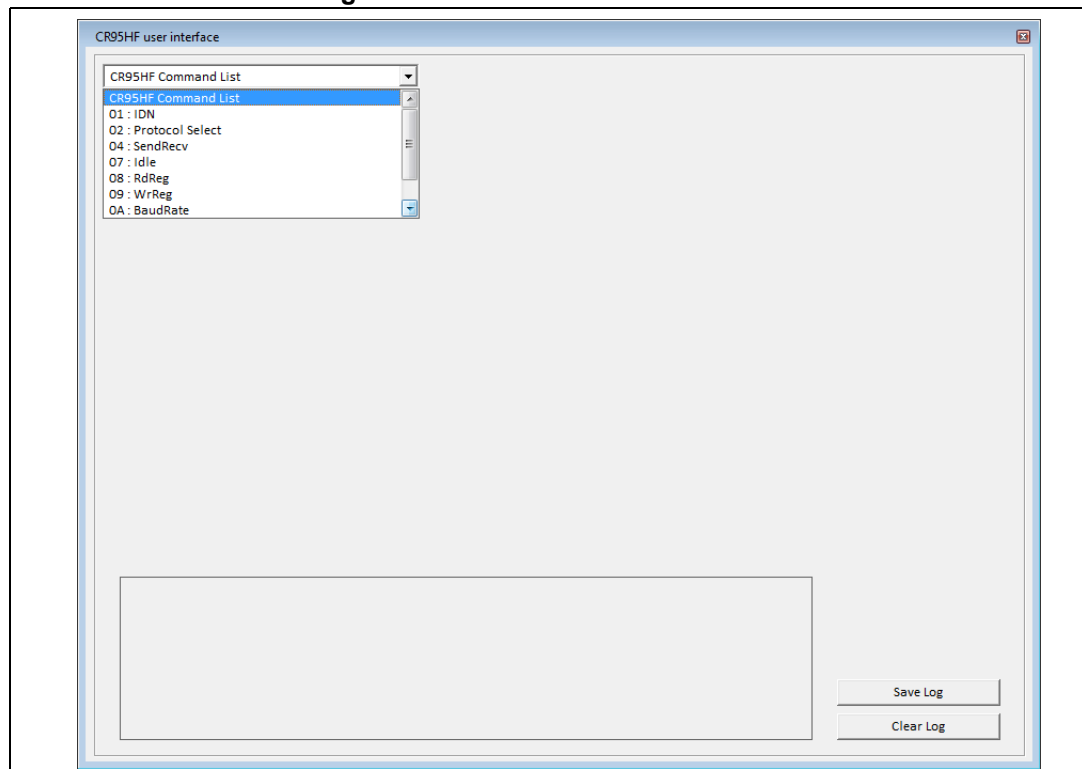 CR95HF user interface
CR95HF Command List
CR95HF Command List
01 : IDN
02 : Protocol Select
04 : SendRecv
07 : Idle
08 : RdReg
09 : WrReg
0A : BaudRate
Save Log
Clear Log